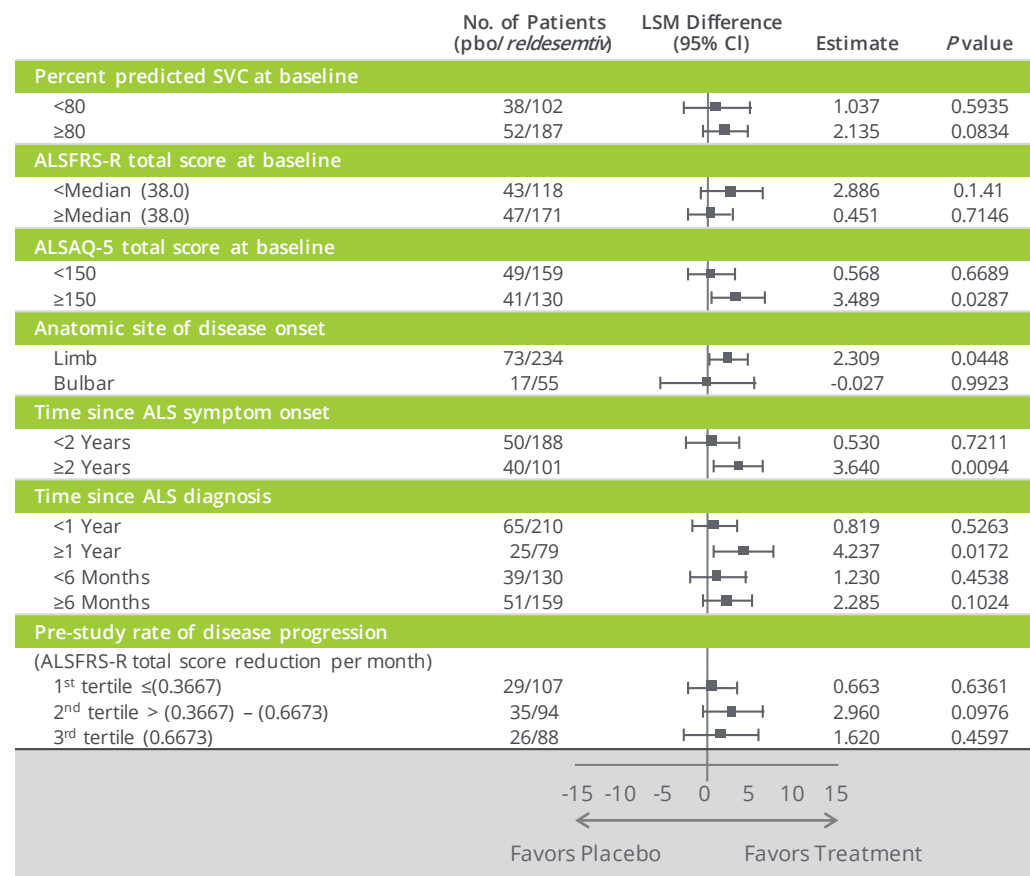 No. of Patients LSM Difference
(pbo/reldesemtiv) (95% CI) Estimate P value
Percent predicted SVC at baseline
<80 38/102 1.037 0.5935
≥80 52/187 2.135 0.0834
ALSFRS-R total score at baseline
<Median (38.0) 43/118 2.886 0.1.41
≥Median (38.0) 47/171 0.451 0.7146
ALSAQ-5 total score at baseline
<150 49/159 0.568 0.6689
≥150 41/130 3.489 0.0287
Anatomic site of disease onset
Limb 73/234 2.309 0.0448
Bulbar 17/55 -0.027 0.9923
Time since ALS symptom onset
<2 Years 50/188 0.530 0.7211
≥2 Years 40/101 3.640 0.0094
Time since ALS diagnosis
<1 Year 65/210 0.819 0.5263
≥1 Year 25/79 4.237 0.0172
<6 Months 39/130 1.230 0.4538
≥6 Months 51/159 2.285 0.1024
Pre-study rate of disease progression
(ALSFRS-R total score reduction per month)
1st tertile ≤(0.3667) 29/107 0.663 0.6361
2nd tertile > (0.3667) – (0.6673) 35/94 2.960 0.0976
3rd tertile (0.6673) 26/88 1.620 0.4597
-15 -10 -5 0 5 10 15
Favors Placebo Favors Treatment